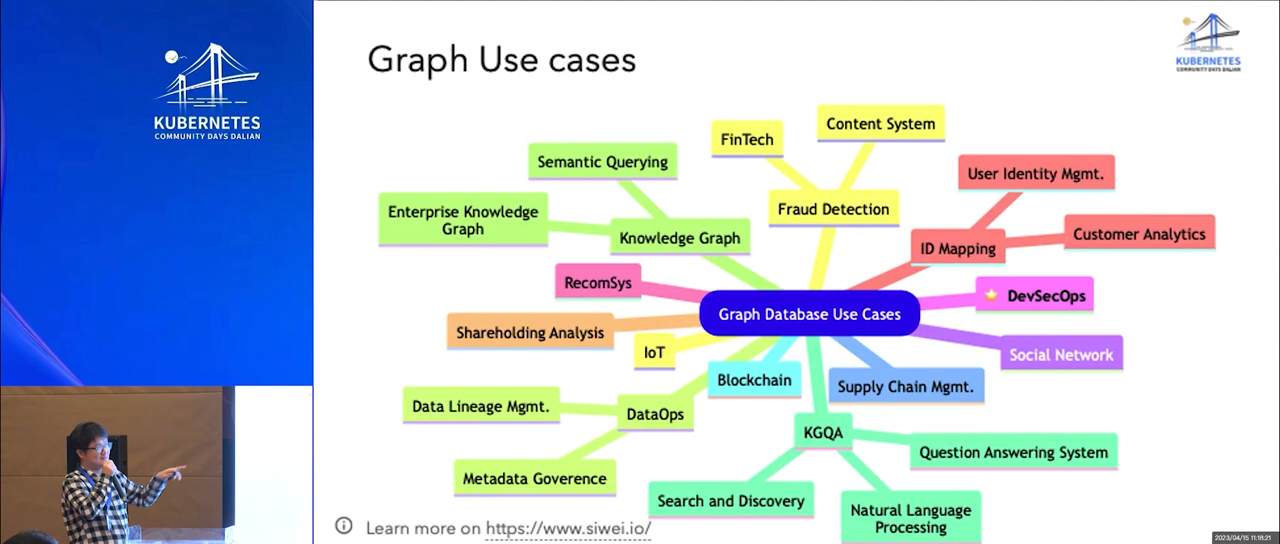 KUBERNETES
COMMUNITY DAYS DALIAN
Graph Use cases
KUBERNETES
COMMUNITY DAYS DALIAN
Content System
FinTech
Semantic Querying
User Identity Mgmt.
Enterprise Knowledge
Graph
Fraud Detection
Knowledge Graph
ID Mapping
Customer Analytics
RecomSys
DevSecOps
Graph Database Use Cases
Shareholding Analysis
IoT
Social Network
Blockchain
Supply Chain Mgmt.
Data Lineage Mgmt.
DataOps
KGQA
Question Answering System
Metadata Goverence
Search and Discovery
Natural Language
Processing
Learn more on https://www.siwei.io/
2023/04/15 11:18:21